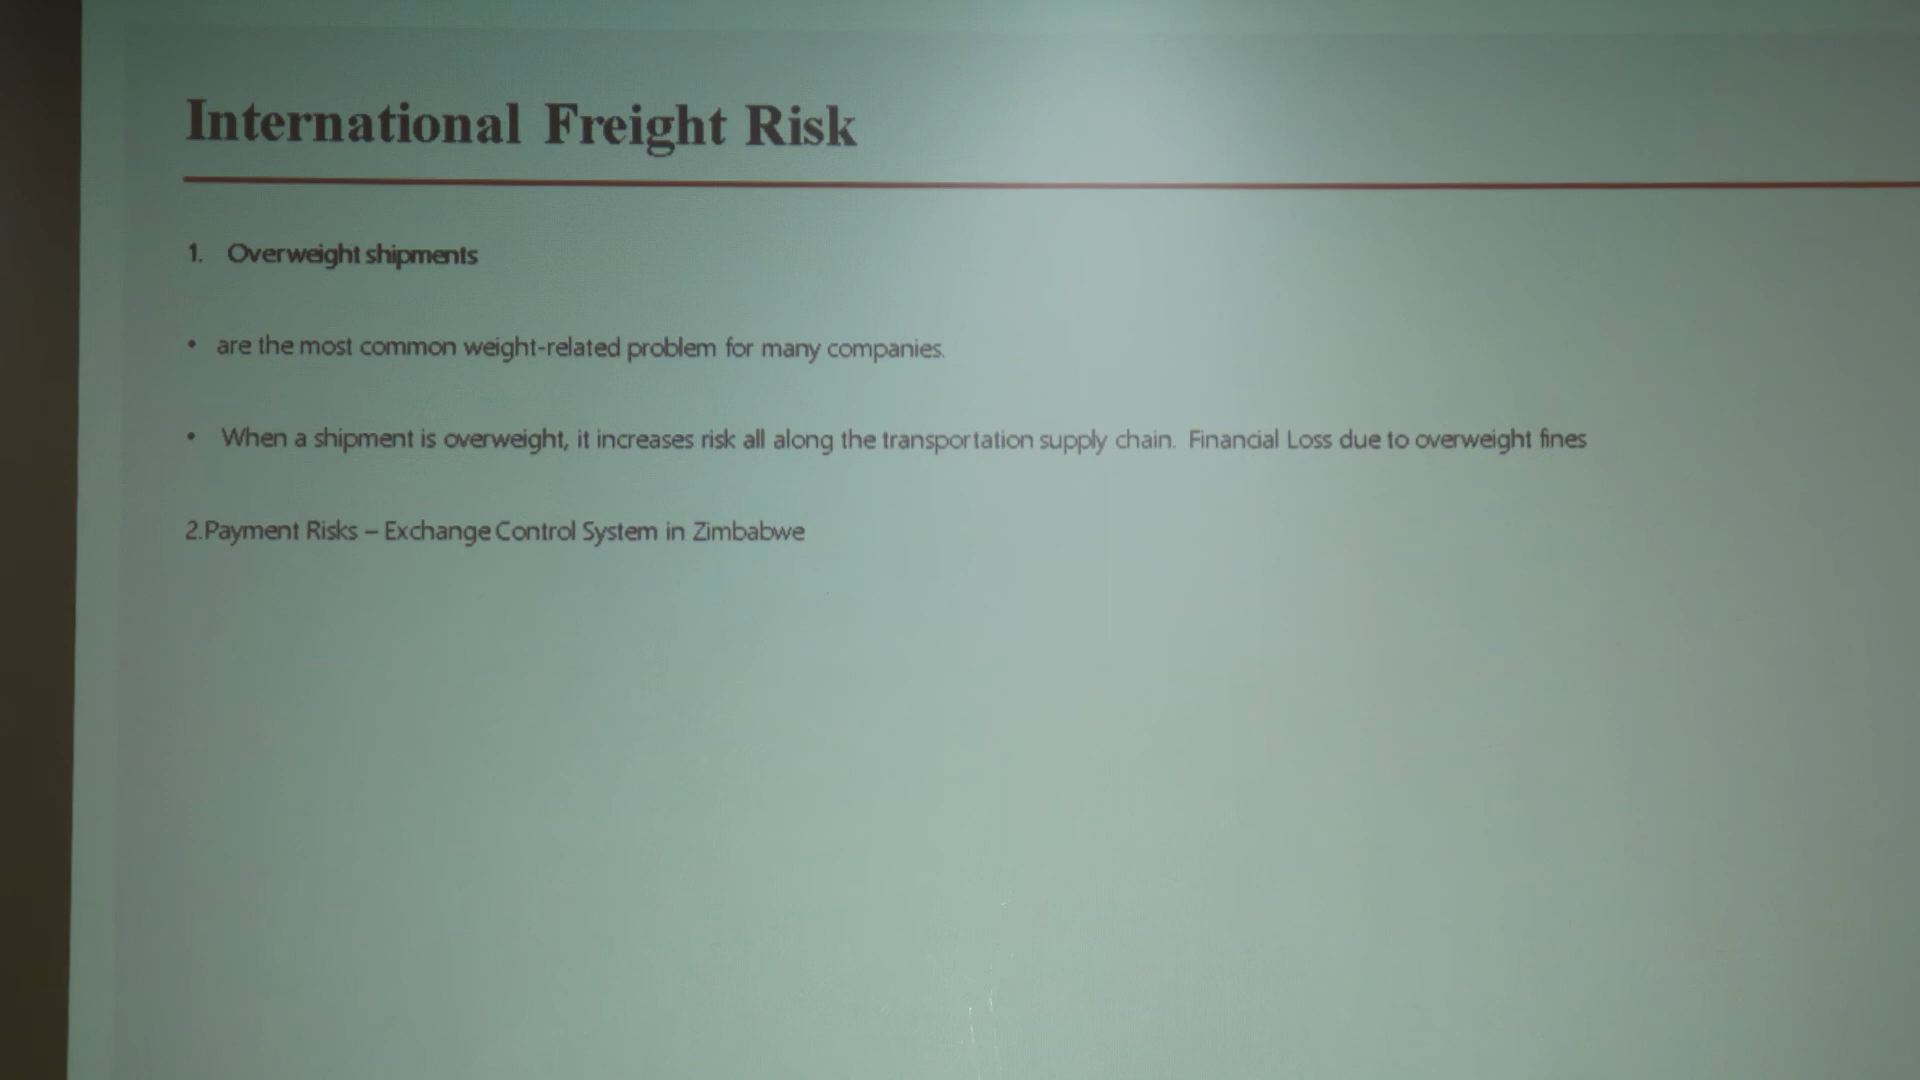 International Freight Risk
1. Overweight shipments
• are the most common weight-related problem for many companies.
• When a shipment is overweight, it increases risk all along the transportation supply chain. Financial Loss due to overweight fines
2.Payment Risks – Exchange Control System in Zimbabwe